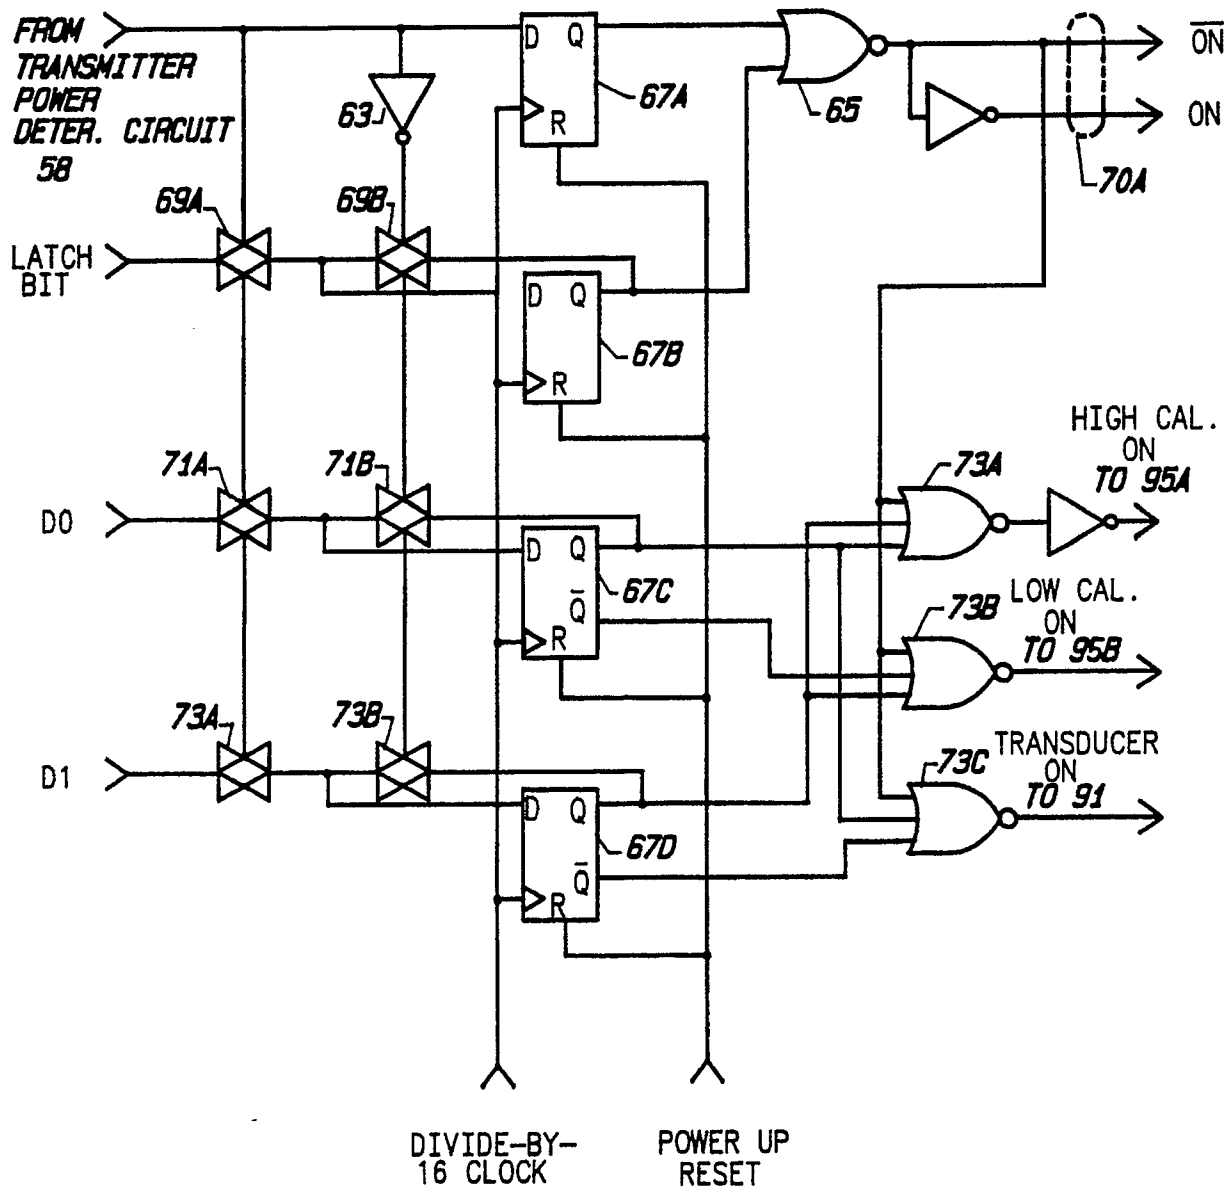 FROM
TRANSMITTER
POWER
DETER. CIRCUIT
58
63
D Q
R
67A
65
O̅N̅
ON
70A
69A
69B
LATCH
BIT
D Q
R
67B
71A
71B
D0
D Q
Q̅
R
67C
HIGH CAL.
ON
TO 95A
73A
LOW CAL.
ON
TO 95B
73B
73A
73B
D1
D Q
Q̅
R
67D
TRANSDUCER
ON
TO 91
73C
DIVIDE-BY-
16 CLOCK
POWER UP
RESET